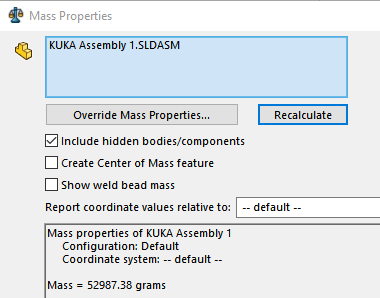 Mass Properties
KUKA Assembly 1.SLDASM
Override Mass Properties... Recalculate
Include hidden bodies/components
Create Center of Mass feature
Show weld bead mass
Report coordinate values relative to: -- default --
Mass properties of KUKA Assembly 1
Configuration: Default
Coordinate system: -- default --
Mass = 52987.38 grams